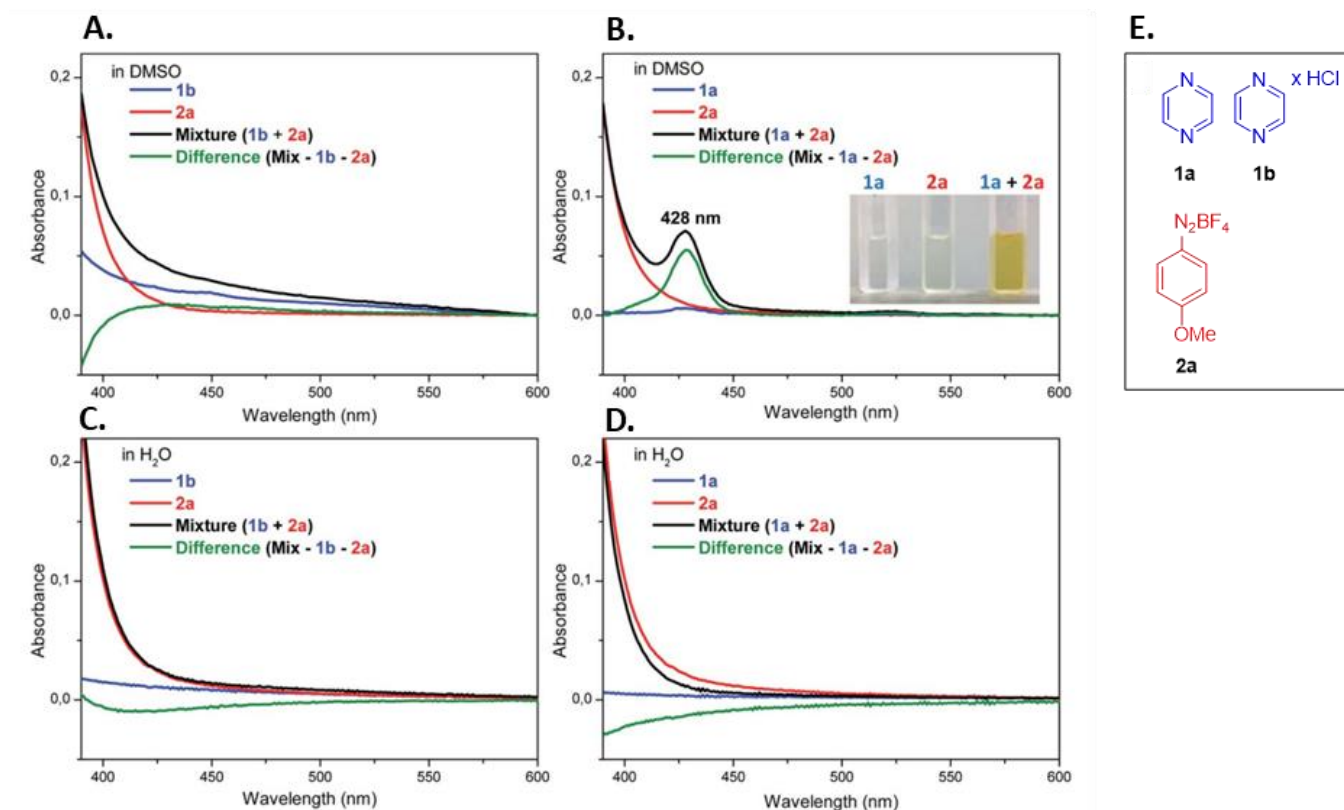 A.
in DMSO
1b
2a
Mixture (1b + 2a)
Difference (Mix - 1b - 2a)
0,2
0,1
0,0
Absorbance
400 450 500 550 600
Wavelength (nm)
B.
in DMSO
1a
2a
Mixture (1a + 2a)
Difference (Mix - 1a - 2a)
1a 2a 1a + 2a
428 nm
0,2
0,1
0,0
Absorbance
400 450 500 550 600
Wavelength (nm)
E.
N N x HCl
N N
1a 1b
N2BF4
OMe
2a
C.
in H2O
1b
2a
Mixture (1b + 2a)
Difference (Mix - 1b - 2a)
0,2
0,1
0,0
Absorbance
400 450 500 550 600
Wavelength (nm)
D.
in H2O
1a
2a
Mixture (1a + 2a)
Difference (Mix - 1a - 2a)
0,2
0,1
0,0
Absorbance
400 450 500 550 600
Wavelength (nm)